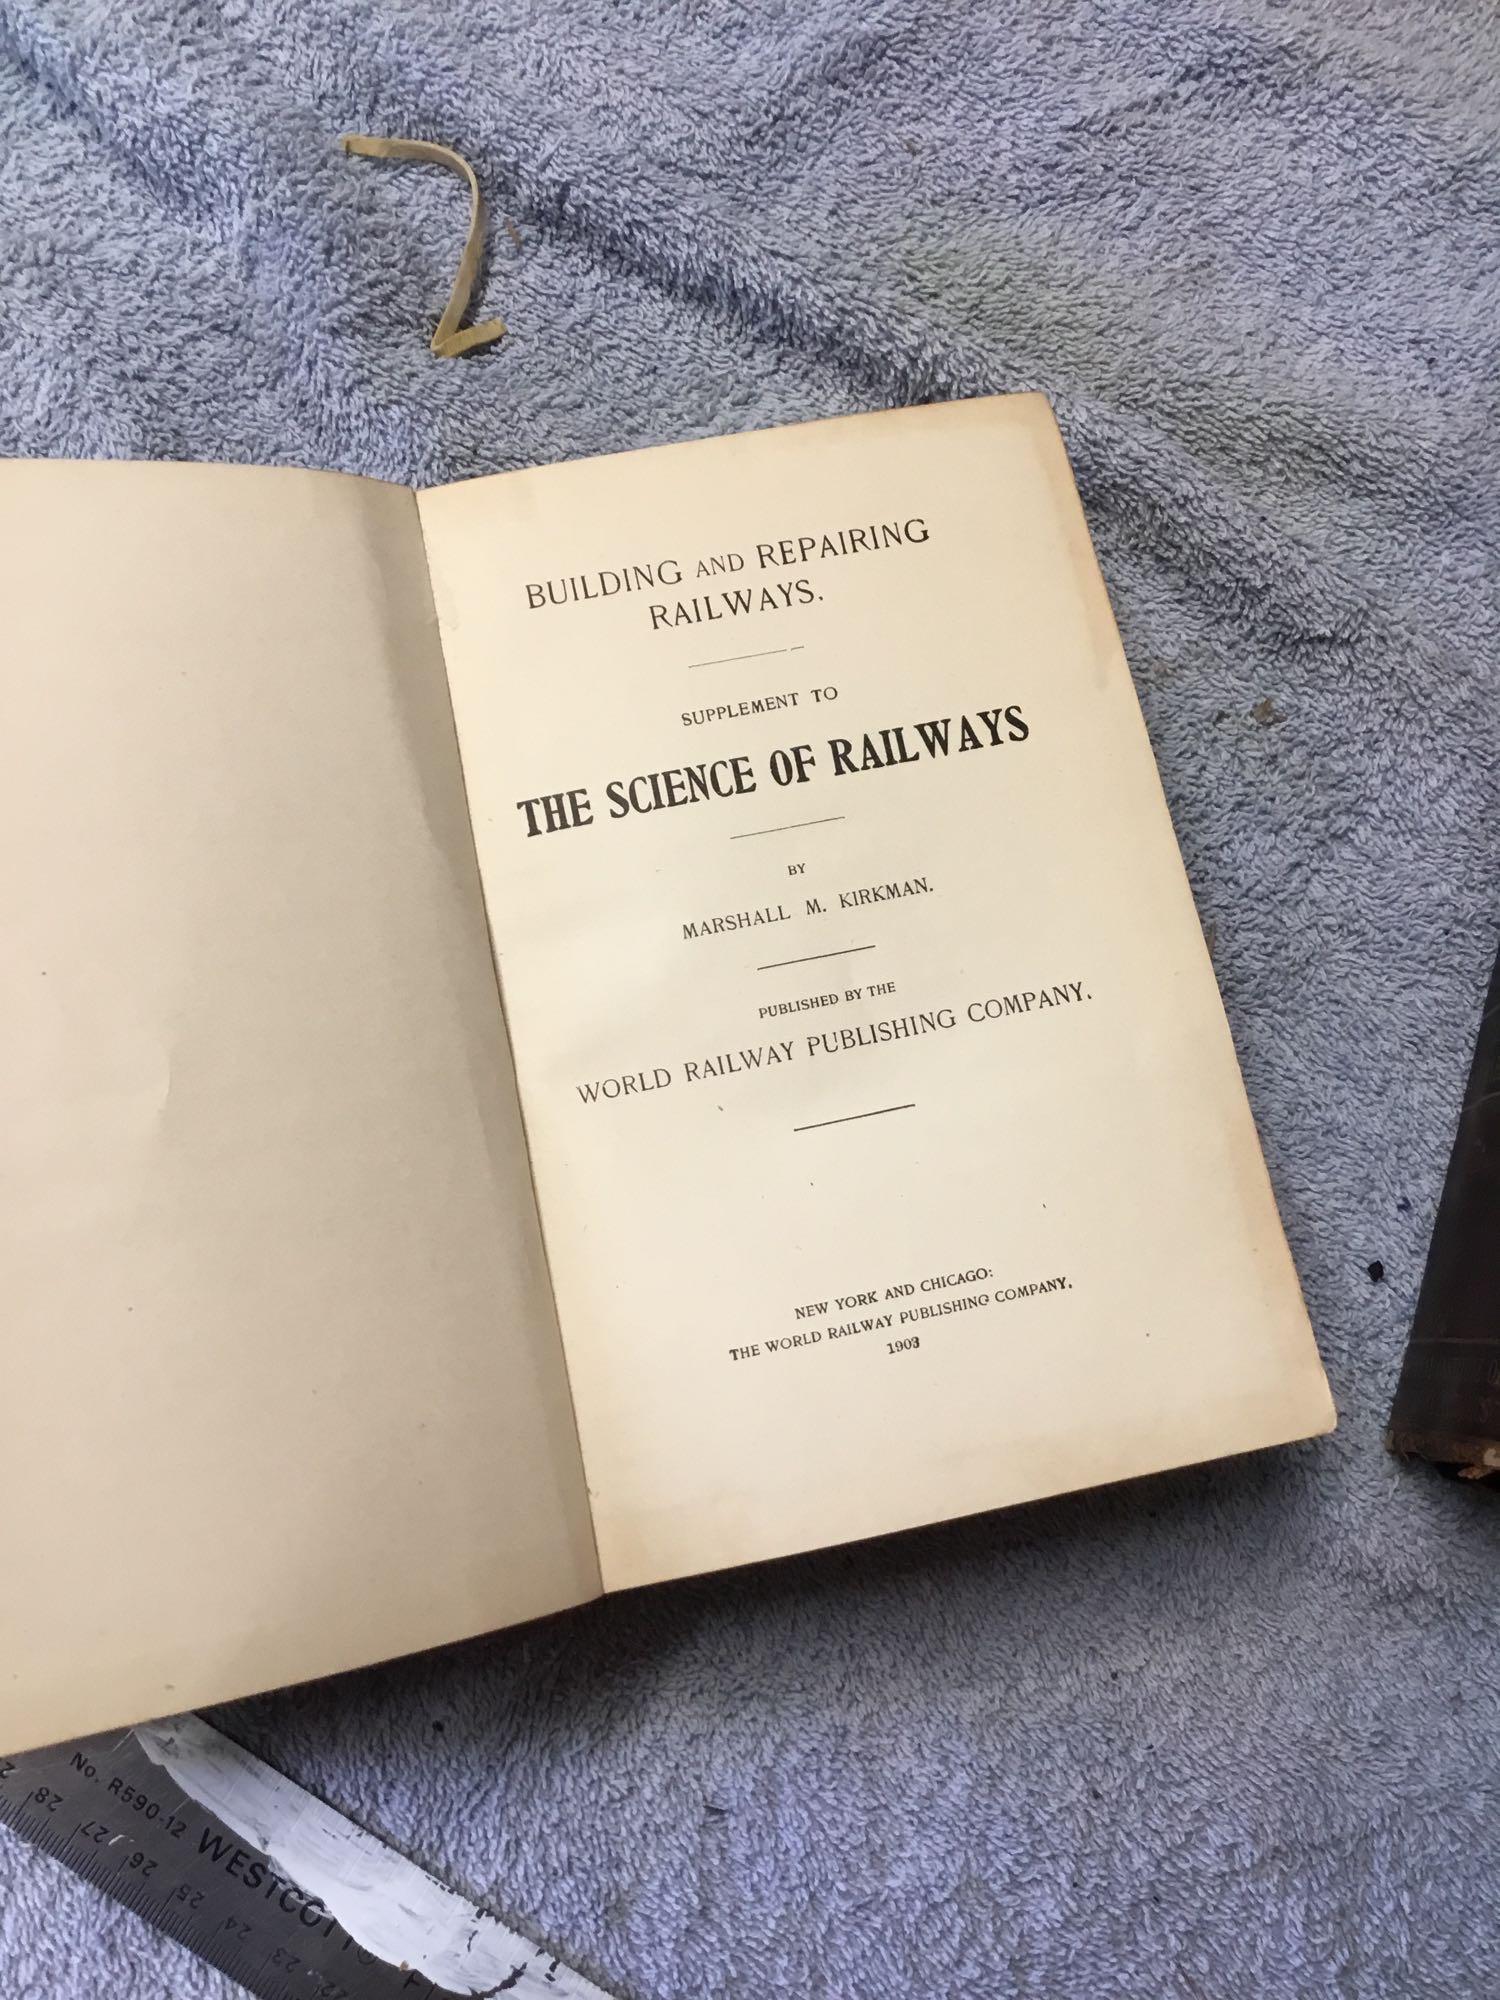 BUILDING AND REPAIRING
RAILWAYS.
SUPPLEMENT TO
THE SCIENCE OF RAILWAYS
BY
MARSHALL M. KIRKMAN.
PUBLISHED BY THE
WORLD RAILWAY PUBLISHING COMPANY.
NEW YORK AND CHICAGO:
THE WORLD RAILWAY PUBLISHING COMPANY.
1903
No. R590-12 WESTCOTT®
28 27 26 25 24 23 22